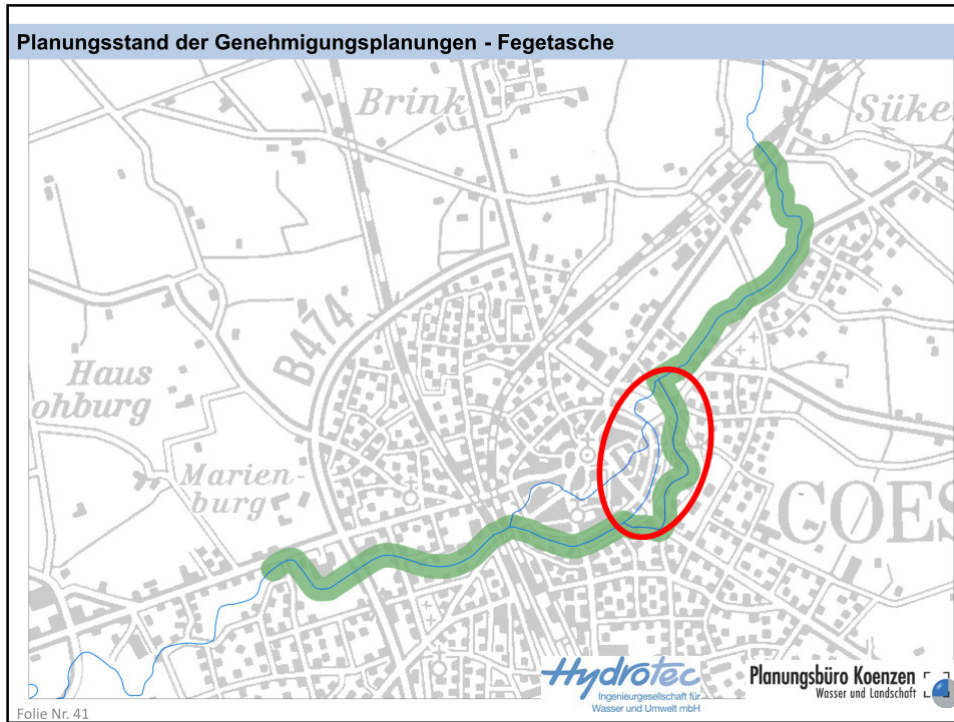 Planungsstand der Genehmigungsplanungen - Fegetasche
Brink
Süke
B474
Haus
ohburg
Marien-
burg
COES
Hydrotec
Ingenieurgesellschaft für
Wasser und Umwelt mbH
Planungsbüro Koenzen
Wasser und Landschaft
Folie Nr. 41